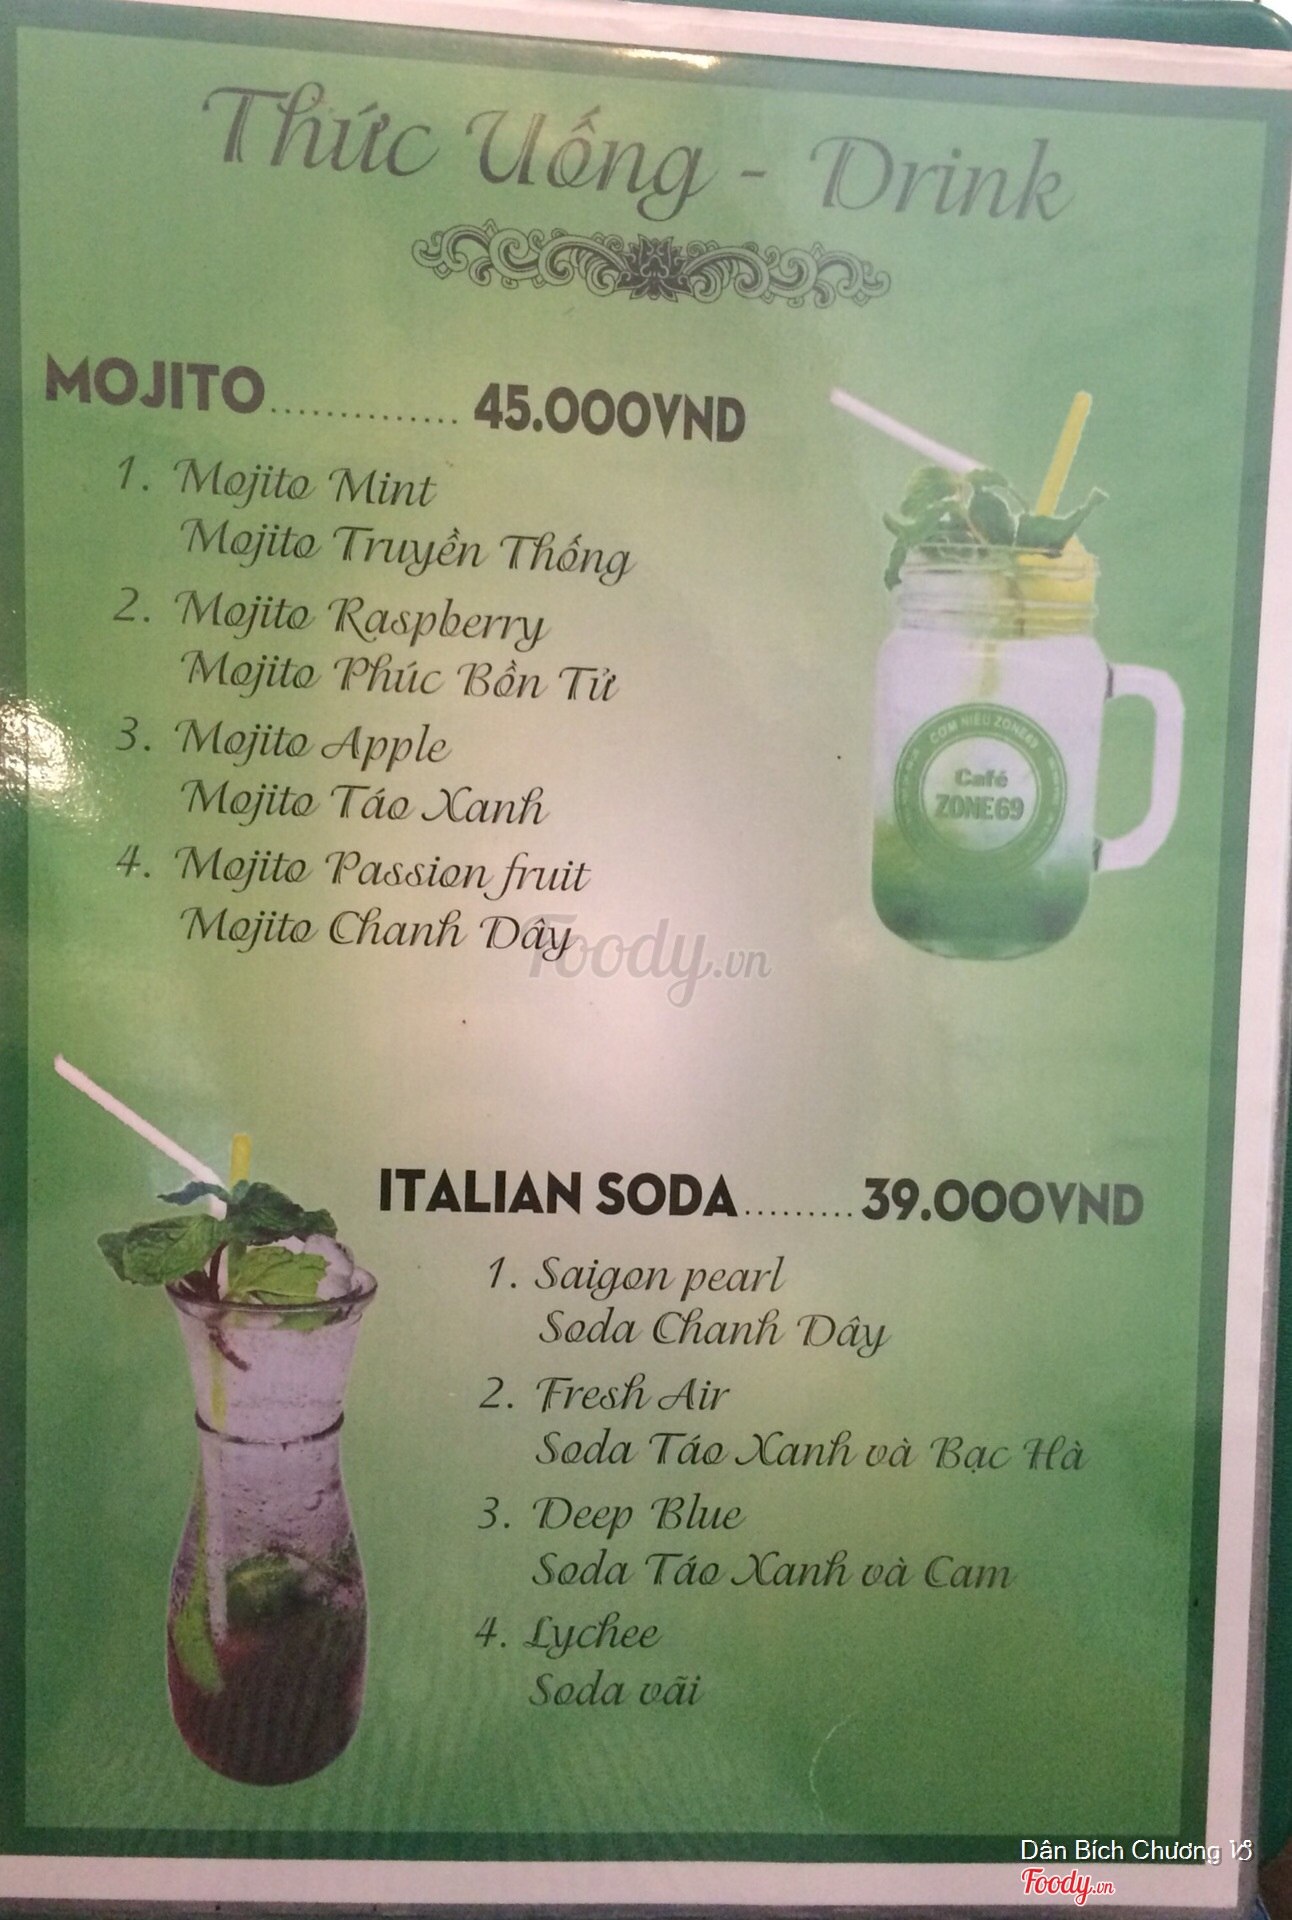 Thức Uống - Drink
MOJITO.............. 45.000VND
1. Mojito Mint
Mojito Truyền Thống
2. Mojito Raspberry
Mojito Phúc Bồn Tử
3. Mojito Apple
Mojito Táo Xanh
4. Mojito Passion fruit
Mojito Chanh Dây
CƠM NIÊU ZONE69
Café
ZONE69
Foody.vn
ITALIAN SODA......... 39.000VND
1. Saigon pearl
Soda Chanh Dây
2. Fresh Air
Soda Táo Xanh và Bạc Hà
3. Deep Blue
Soda Táo Xanh và Cam
4. Lychee
Soda vãi
Dân Bích Chương
Foody.vn